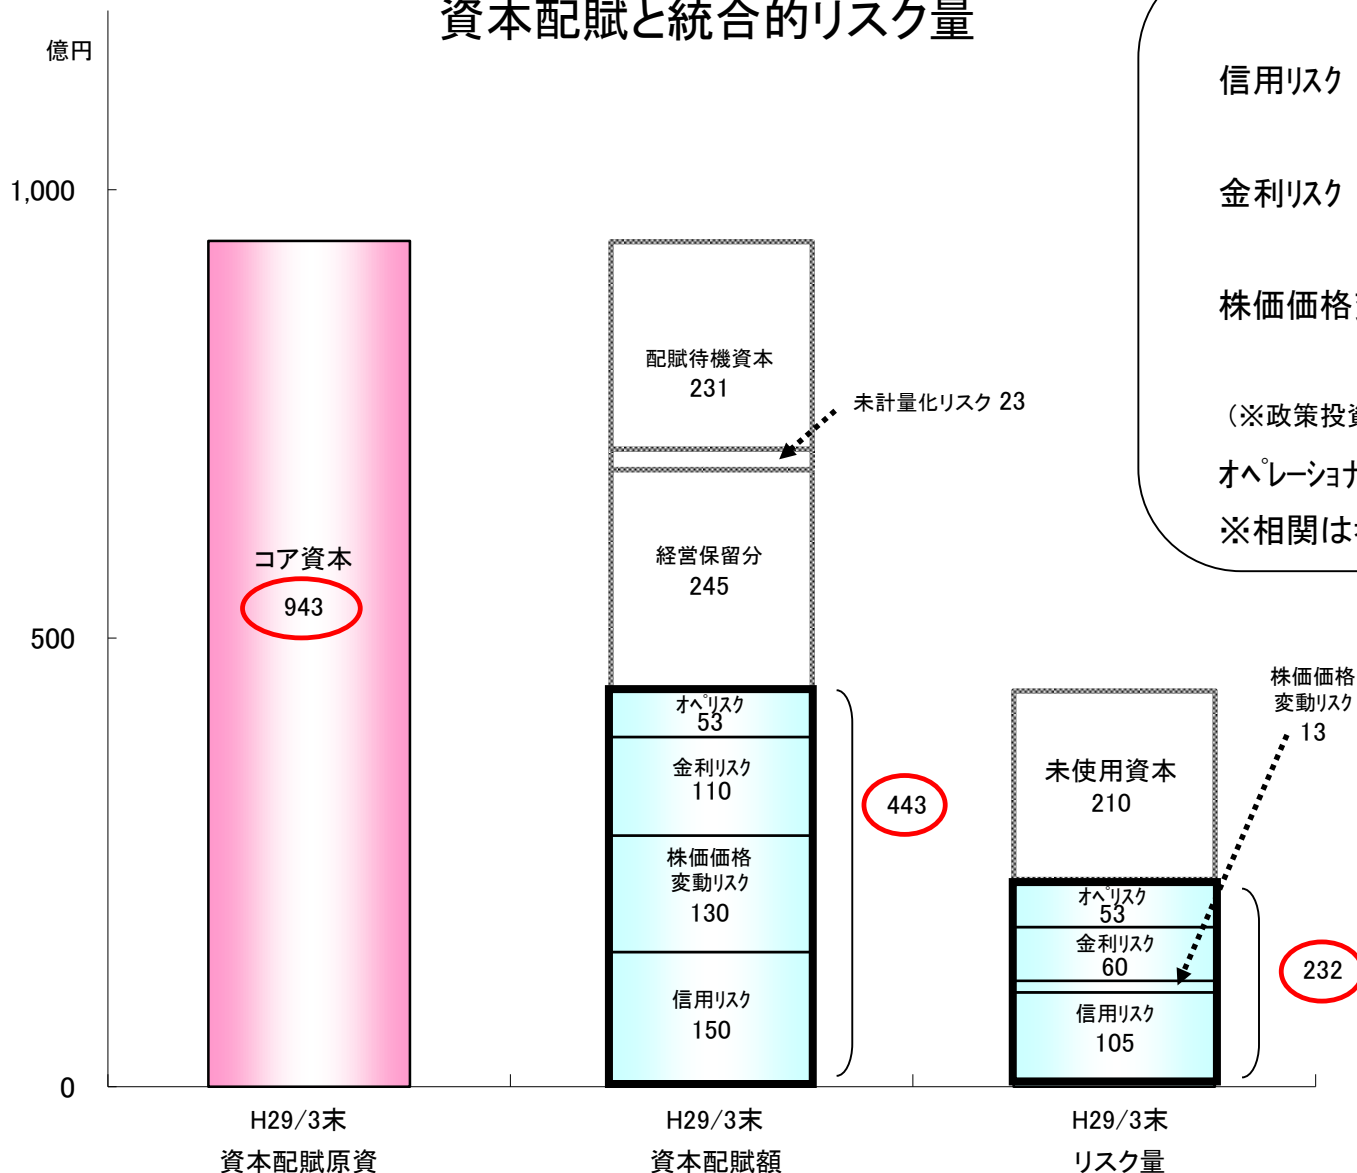 資本配賦と統合的リスク量
億円
1,000
500
0
コア資本
943
配賦待機資本
231
未計量化リスク 23
経営保留分
245
オペリスク
53
金利リスク
110
株価価格
変動リスク
130
信用リスク
150
443
未使用資本
210
株価価格
変動リスク
13
オペリスク
53
金利リスク
60
信用リスク
105
232
H29/3末
資本配賦原資
H29/3末
資本配賦額
H29/3末
リスク量
信用リスク
金利リスク
株価価格
(※政策投
オペレーショナ
※相関は